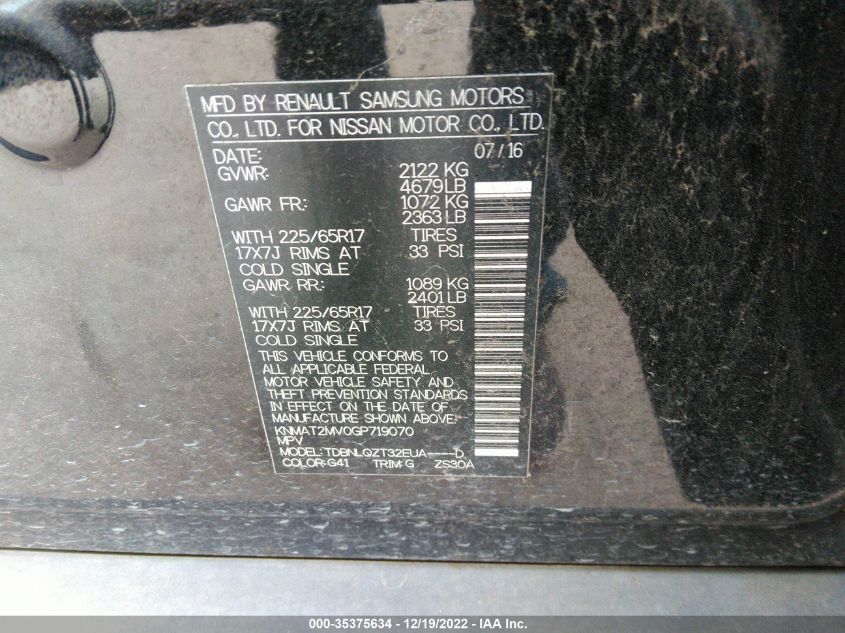 MFD BY RENAULT SAMSUNG MOTORS
CO., LTD. FOR NISSAN MOTOR CO., LTD.
DATE: 07/16
GVWR: 2122 KG
4679LB
GAWR FR: 1072 KG
2363 LB
WITH 225/65R17 TIRES
17X7J RIMS AT 33 PSI
COLD SINGLE
GAWR RR: 1089 KG
2401 LB
WITH 225/65R17 TIRES
17X7J RIMS AT 33 PSI
COLD SINGLE
THIS VEHICLE CONFORMS TO
ALL APPLICABLE FEDERAL
MOTOR VEHICLE SAFETY AND
THEFT PREVENTION STANDARDS
IN EFFECT ON THE DATE OF
MANUFACTURE SHOWN ABOVE.
KNMAT2MV0GP719070
MPV
MODEL: TDBNLQZT32EUA----D
COLOR:G41 TRIM:G ZS30A
000-35375634 - 12/19/2022 - IAA Inc.